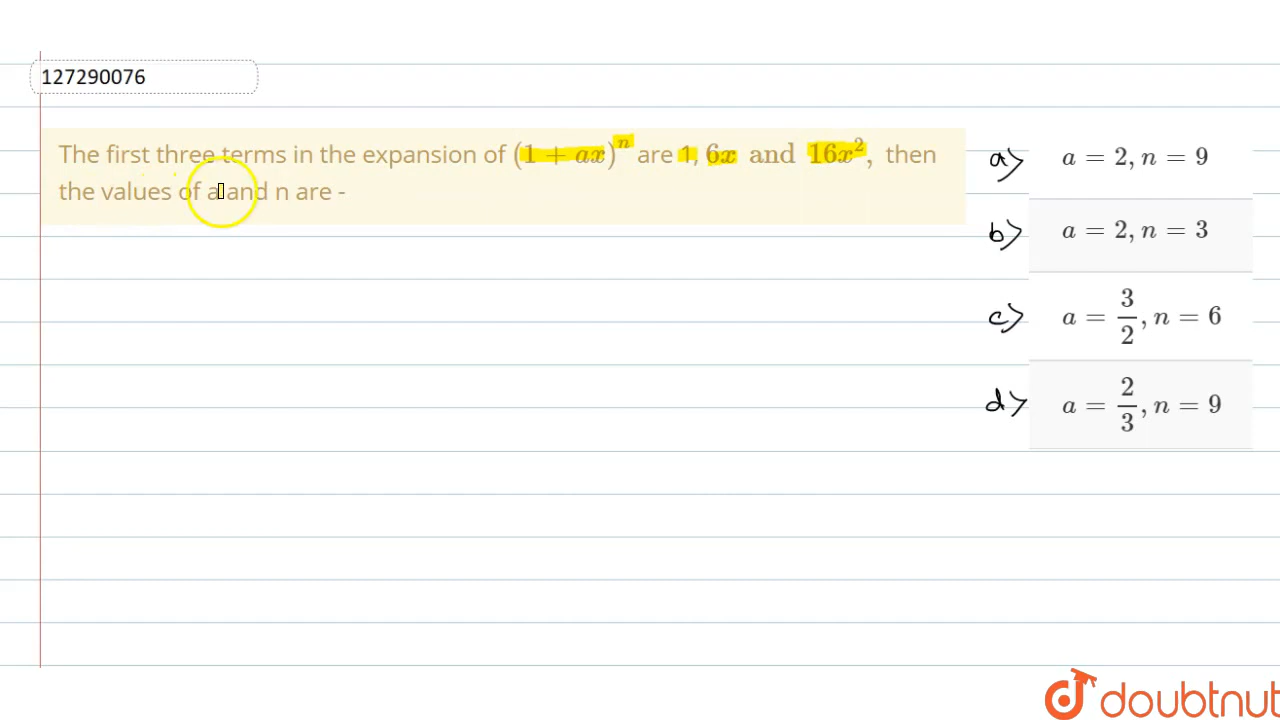 127290076
The first three terms in the expansion of (1 + ax)^n are 1, 6x and 16x^2, then
the values of a and n are -
a) a = 2, n = 9
b) a = 2, n = 3
c) a = 3/2, n = 6
d) a = 2/3, n = 9
doubtnut